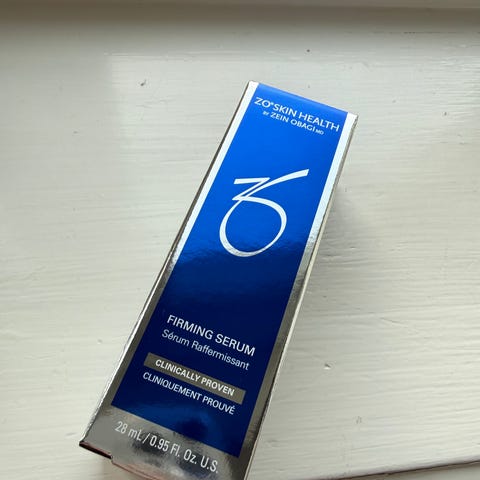 ZO® SKIN HEALTH
BY ZEIN OBAGI MD
FIRMING SERUM
Sérum Raffermissant
CLINICALLY PROVEN
CLINIQUEMENT PROUVÉ
28 mL / 0.95 Fl. Oz. U.S.